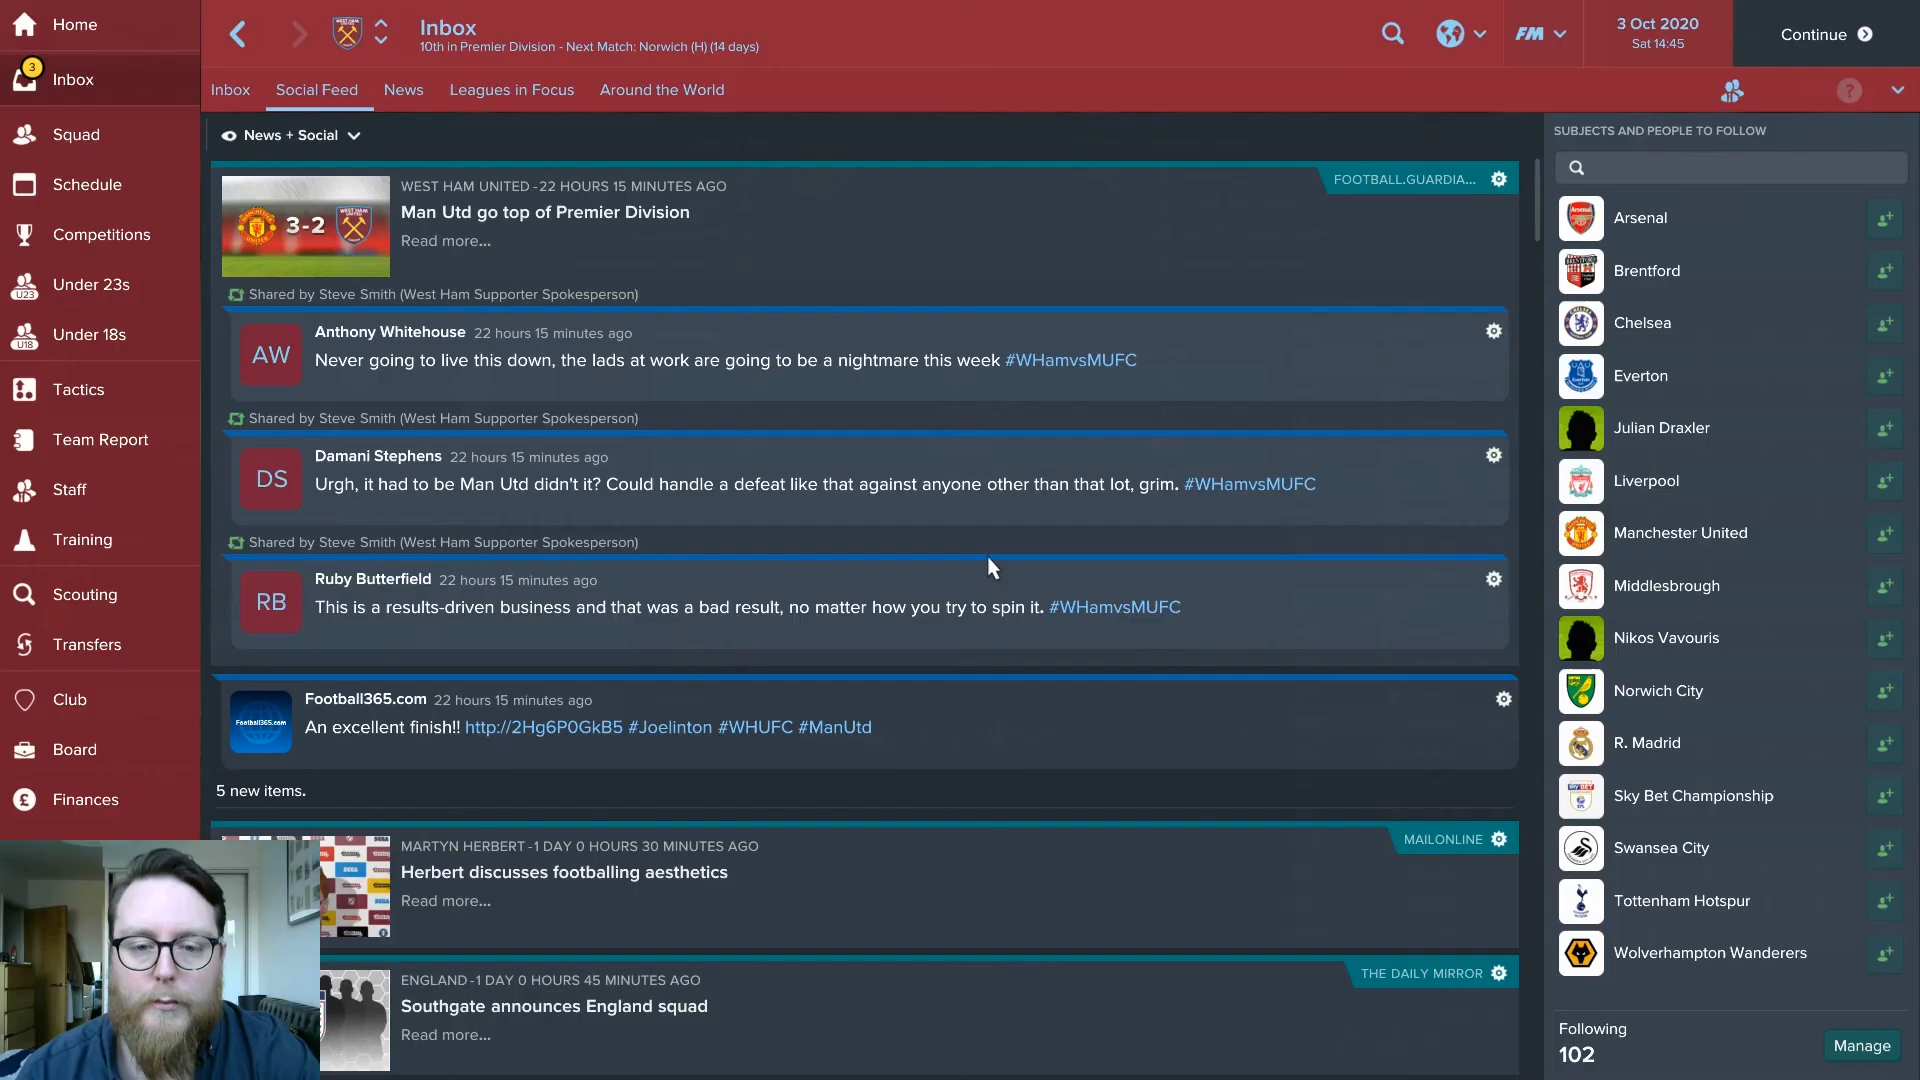 Home
3
Inbox
Squad
Schedule
Competitions
U23
Under 23s
U18
Under 18s
Tactics
Team Report
Staff
Training
Scouting
Transfers
Club
Board
Finances
Inbox
10th in Premier Division - Next Match: Norwich (H) (14 days)
FM
3 Oct 2020
Sat 14:45
Continue
Inbox Social Feed News Leagues in Focus Around the World
?
News + Social
WEST HAM UNITED - 22 HOURS 15 MINUTES AGO
FOOTBALL.GUARDIA...
3-2
Man Utd go top of Premier Division
Read more...
Shared by Steve Smith (West Ham Supporter Spokesperson)
AW
Anthony Whitehouse 22 hours 15 minutes ago
Never going to live this down, the lads at work are going to be a nightmare this week #WHamvsMUFC
Shared by Steve Smith (West Ham Supporter Spokesperson)
DS
Damani Stephens 22 hours 15 minutes ago
Urgh, it had to be Man Utd didn't it? Could handle a defeat like that against anyone other than that lot, grim. #WHamvsMUFC
Shared by Steve Smith (West Ham Supporter Spokesperson)
RB
Ruby Butterfield 22 hours 15 minutes ago
This is a results-driven business and that was a bad result, no matter how you try to spin it. #WHamvsMUFC
Football365.com
Football365.com 22 hours 15 minutes ago
An excellent finish!! http://2Hg6P0GkB5 #Joelinton #WHUFC #ManUtd
5 new items.
MARTYN HERBERT - 1 DAY 0 HOURS 30 MINUTES AGO
MAILONLINE
Herbert discusses footballing aesthetics
Read more...
ENGLAND - 1 DAY 0 HOURS 45 MINUTES AGO
THE DAILY MIRROR
Southgate announces England squad
Read more...
SUBJECTS AND PEOPLE TO FOLLOW
Arsenal
Brentford
Chelsea
Everton
Julian Draxler
Liverpool
Manchester United
Middlesbrough
Nikos Vavouris
Norwich City
R. Madrid
Sky Bet Championship
Swansea City
Tottenham Hotspur
Wolverhampton Wanderers
Following
102
Manage